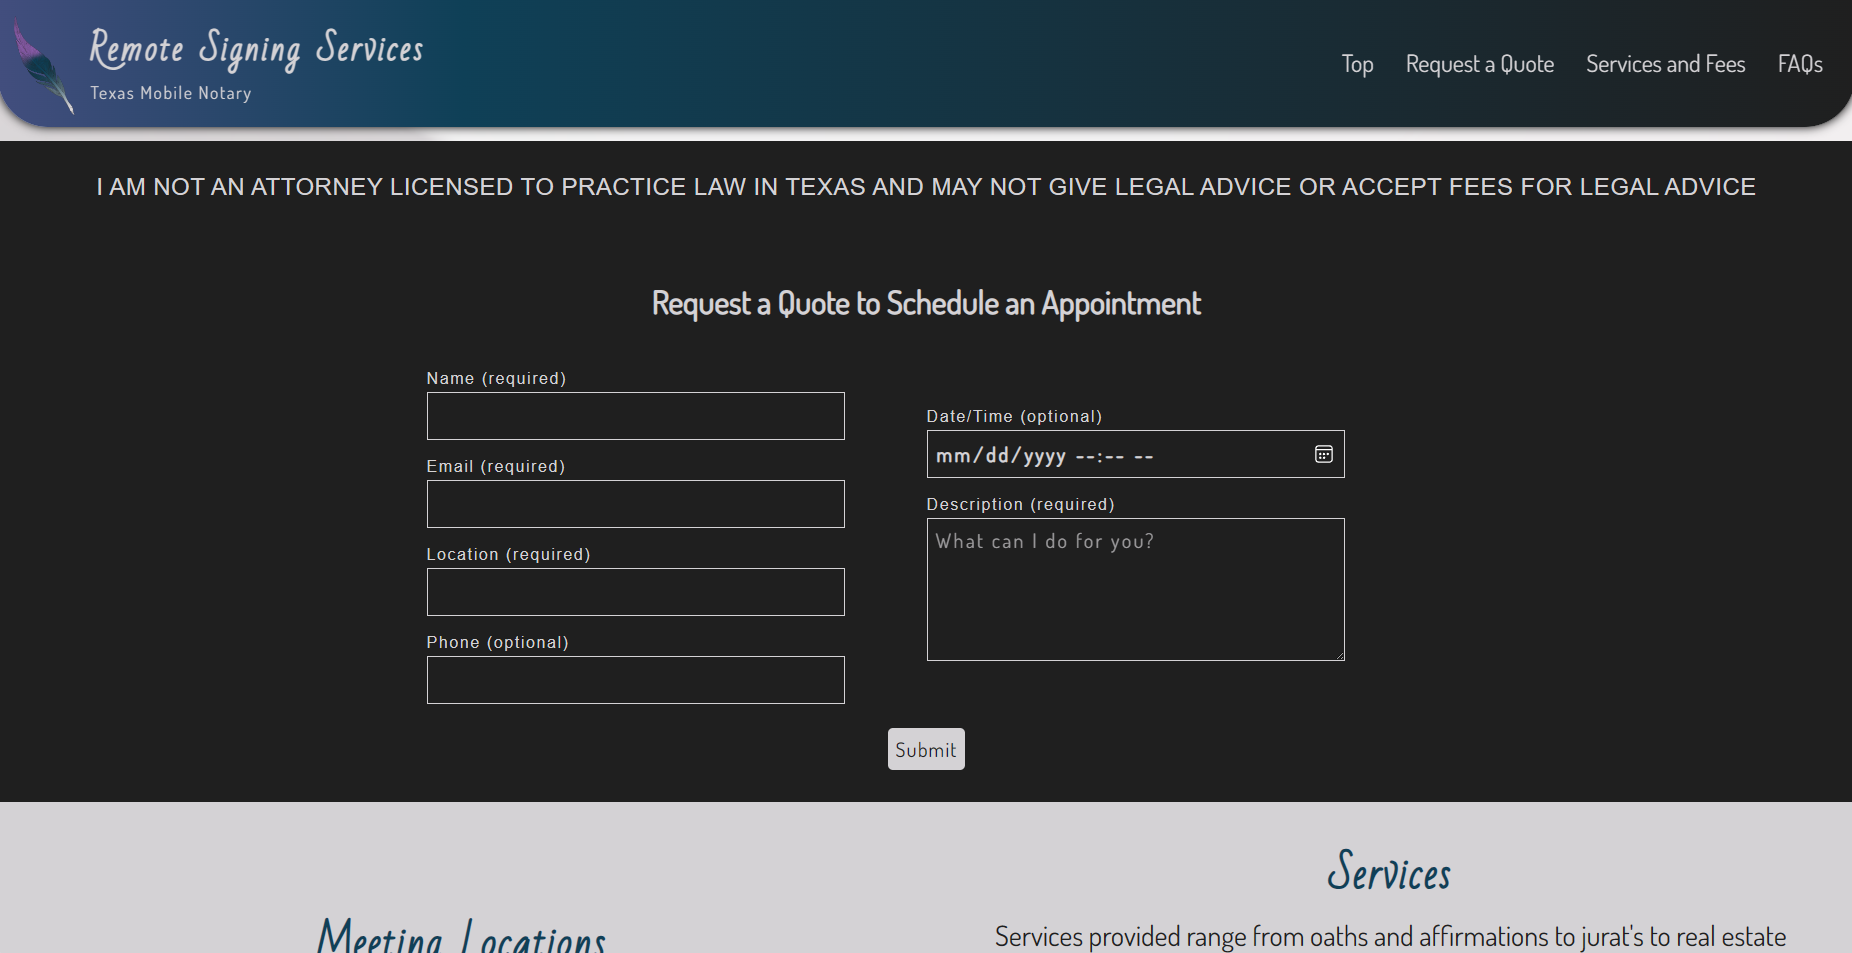 Remote Signing Services
Texas Mobile Notary
Top Request a Quote Services and Fees FAQs
I AM NOT AN ATTORNEY LICENSED TO PRACTICE LAW IN TEXAS AND MAY NOT GIVE LEGAL ADVICE OR ACCEPT FEES FOR LEGAL ADVICE
Request a Quote to Schedule an Appointment
Name (required)
Email (required)
Location (required)
Phone (optional)
Date/Time (optional)
mm/dd/yyyy --:-- --
Description (required)
What can I do for you?
Submit
Meeting Locations
Services
Services provided range from oaths and affirmations to jurat's to real estate